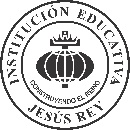 INSTITUCIÓN EDUCATIVA
CONSTRUYENDO EL REINO
JESÚS REY